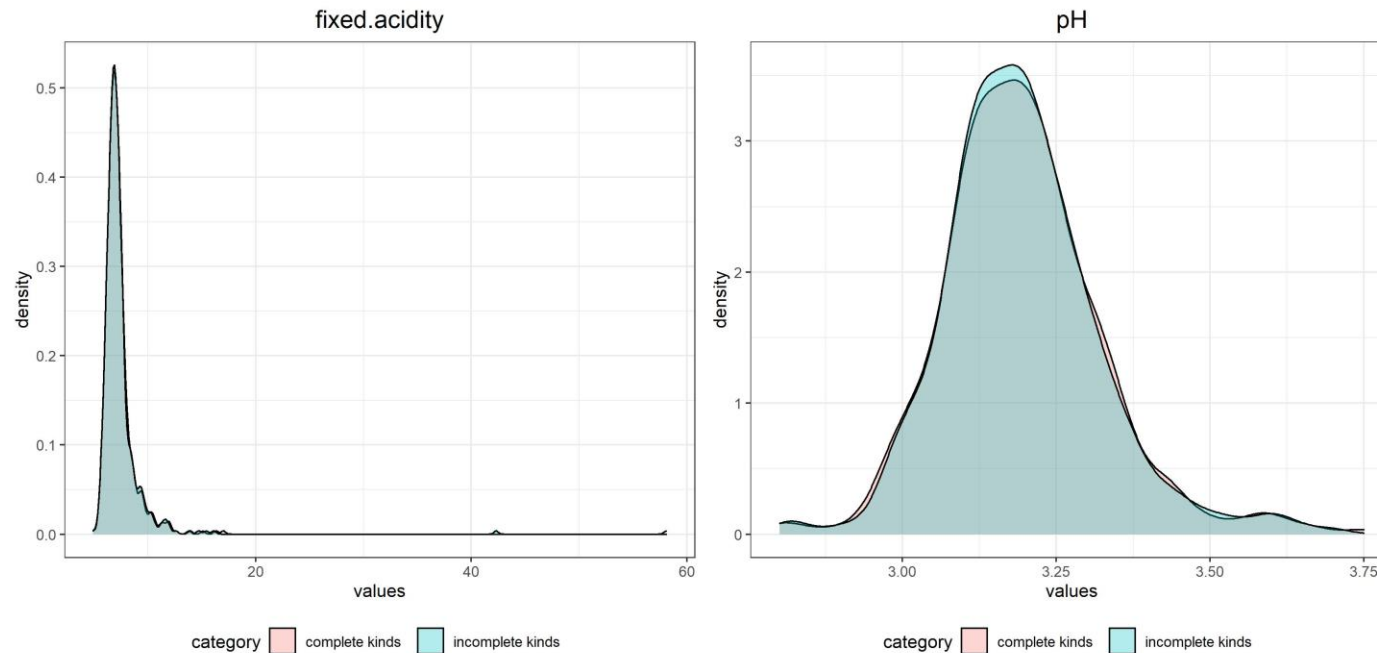 fixed.acidity
density
0.5
0.4
0.3
0.2
0.1
0.0
20
40
60
values
category complete kinds incomplete kinds
pH
density
3
2
1
0
3.00
3.25
3.50
3.75
values
category complete kinds incomplete kinds